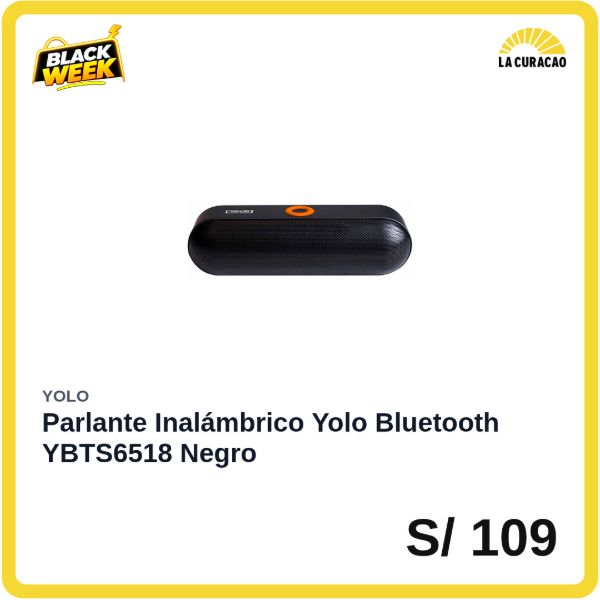 BLACK
WEEK
LA CURACAO
YOLO
Parlante Inalámbrico Yolo Bluetooth
YBTS6518 Negro
S/ 109